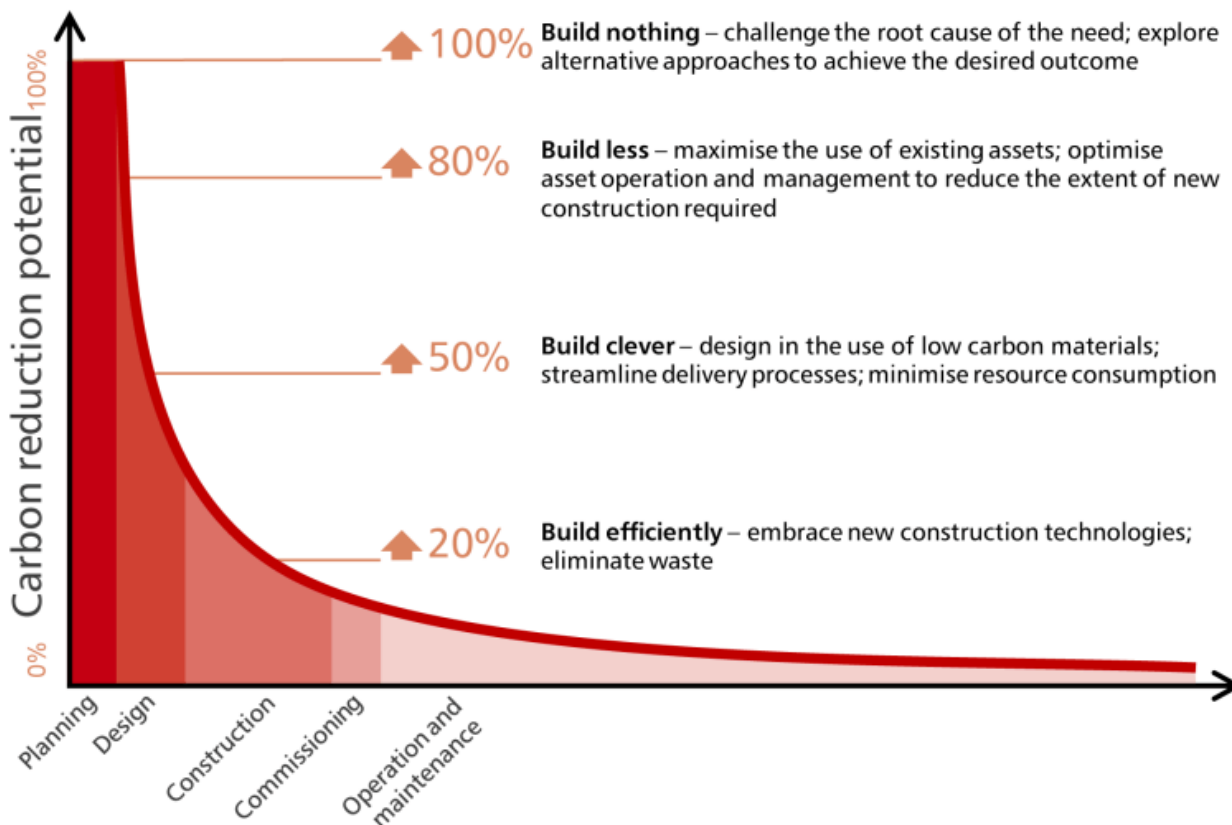 Carbon reduction potential
100%
0%
100%
Build nothing – challenge the root cause of the need; explore
alternative approaches to achieve the desired outcome
80%
Build less – maximise the use of existing assets; optimise
asset operation and management to reduce the extent of new
construction required
50%
Build clever – design in the use of low carbon materials;
streamline delivery processes; minimise resource consumption
20%
Build efficiently – embrace new construction technologies;
eliminate waste
Planning
Design
Construction
Commissioning
Operation and
maintenance